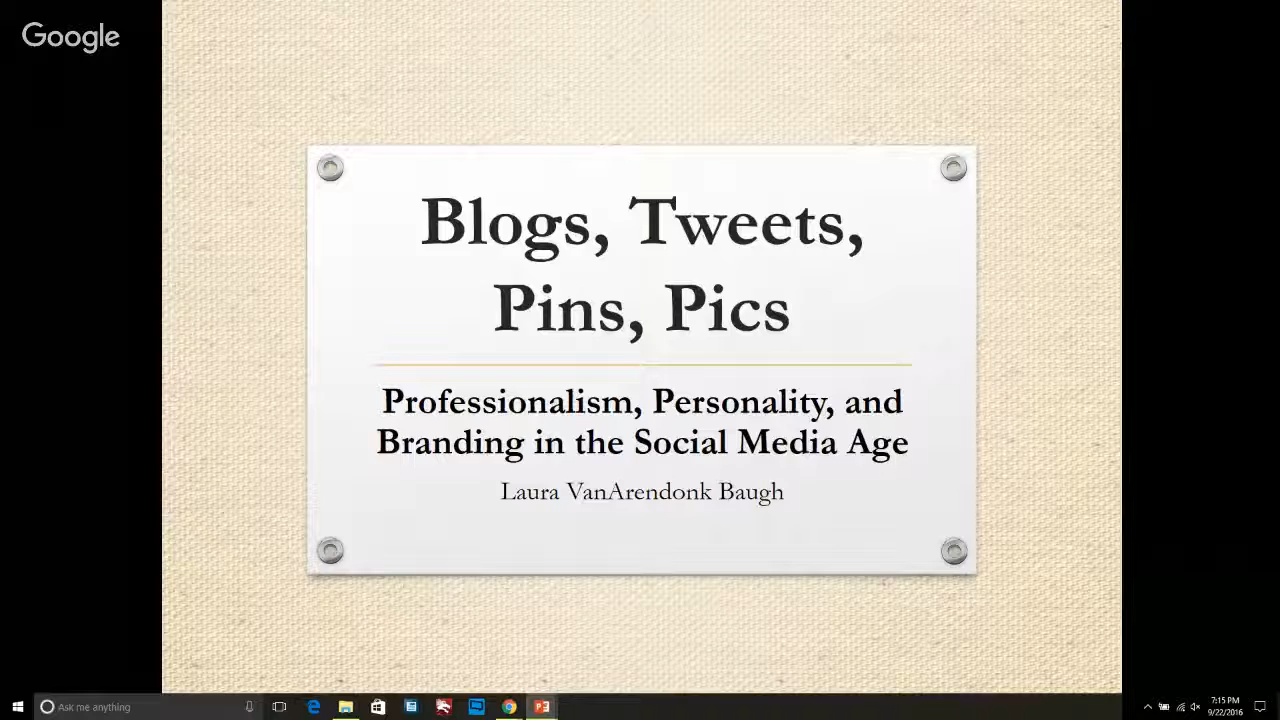 Google
Blogs, Tweets,
Pins, Pics
Professionalism, Personality, and
Branding in the Social Media Age
Laura VanArendonk Baugh
Ask me anything
7:15 PM
9/22/2016